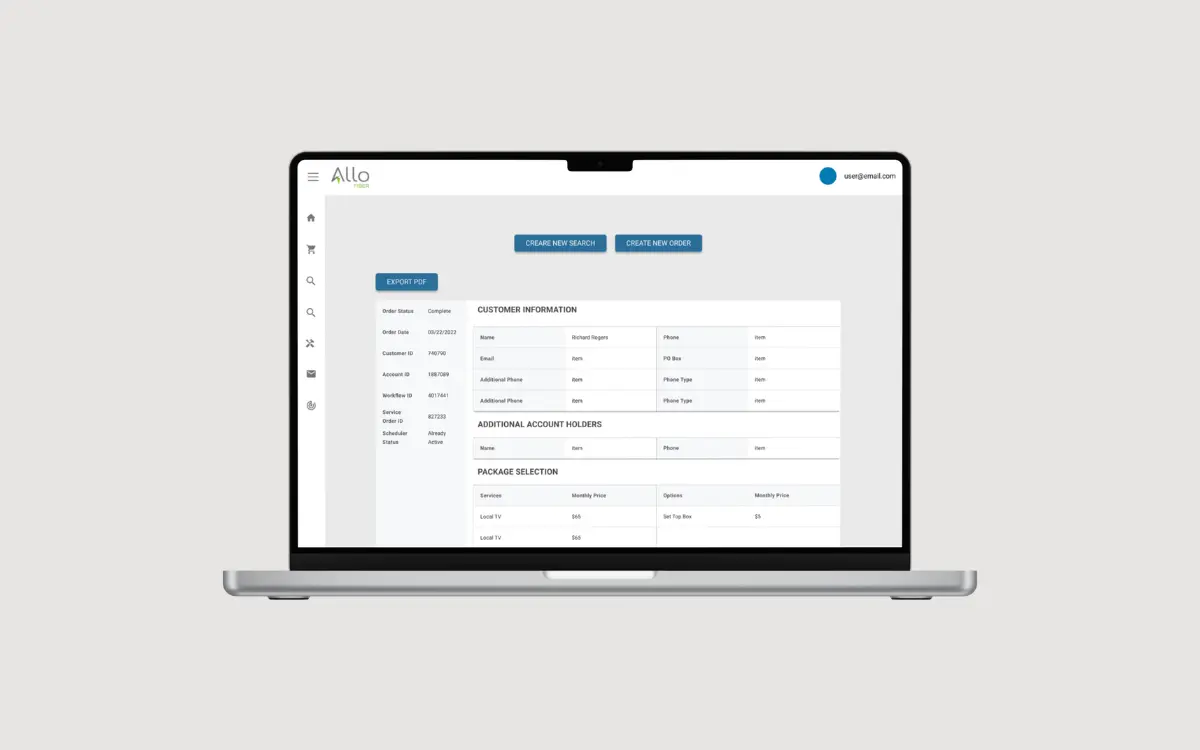 Allo
FIBER
user@email.com
CREARE NEW SEARCH
CREATE NEW ORDER
EXPORT PDF
Order Status Complete
Order Date 03/22/2023
Customer ID 740790
Account ID 1887089
Workflow ID 4017441
Service
Order ID
827233
Scheduler
Status
Already
Active
CUSTOMER INFORMATION
Name Richard Rogers Phone item
Email item PO Box item
Additional Phone item Phone Type item
Additional Phone item Phone Type item
ADDITIONAL ACCOUNT HOLDERS
Name item Phone item
PACKAGE SELECTION
Services Monthly Price Options Monthly Price
Local TV $65 Set Top Box $5
Local TV $65